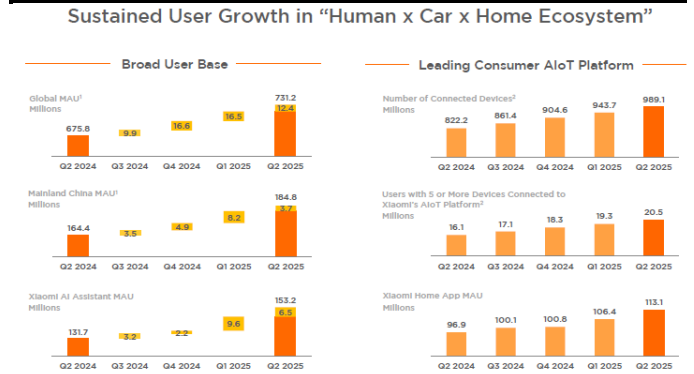 Sustained User Growth in “Human x Car x Home Ecosystem”
Broad User Base
Global MAU¹
Millions
675.8
9.9
16.6
16.5
731.2
12.4
Q2 2024 Q3 2024 Q4 2024 Q1 2025 Q2 2025
Mainland China MAU¹
Millions
164.4
3.5
4.9
8.2
184.8
3.7
Q2 2024 Q3 2024 Q4 2024 Q1 2025 Q2 2025
Xiaomi AI Assistant MAU
Millions
131.7
3.2
2.2
9.6
153.2
6.5
Q2 2024 Q3 2024 Q4 2024 Q1 2025 Q2 2025
Leading Consumer AIoT Platform
Number of Connected Devices²
Millions
822.2 861.4 904.6 943.7 989.1
Q2 2024 Q3 2024 Q4 2024 Q1 2025 Q2 2025
Users with 5 or More Devices Connected to
Xiaomi's AIoT Platform²
Millions
16.1 17.1 18.3 19.3 20.5
Q2 2024 Q3 2024 Q4 2024 Q1 2025 Q2 2025
Xiaomi Home App MAU
Millions
96.9 100.1 100.8 106.4 113.1
Q2 2024 Q3 2024 Q4 2024 Q1 2025 Q2 2025